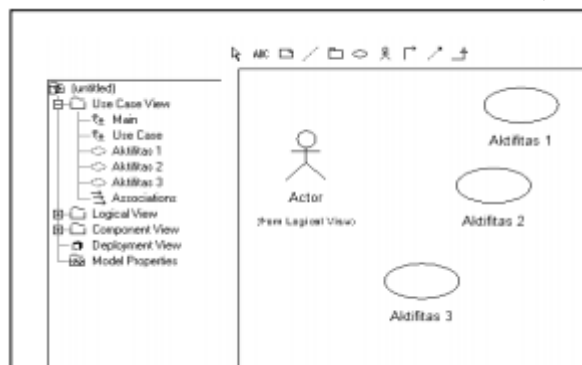 ABC
(untitled)
Use Case View
Main
Use Case
Aktifitas 1
Aktifitas 2
Aktifitas 3
Associations
Logical View
Component View
Deployment View
Model Properties
Actor
(from Logical View)
Aktifitas 1
Aktifitas 2
Aktifitas 3